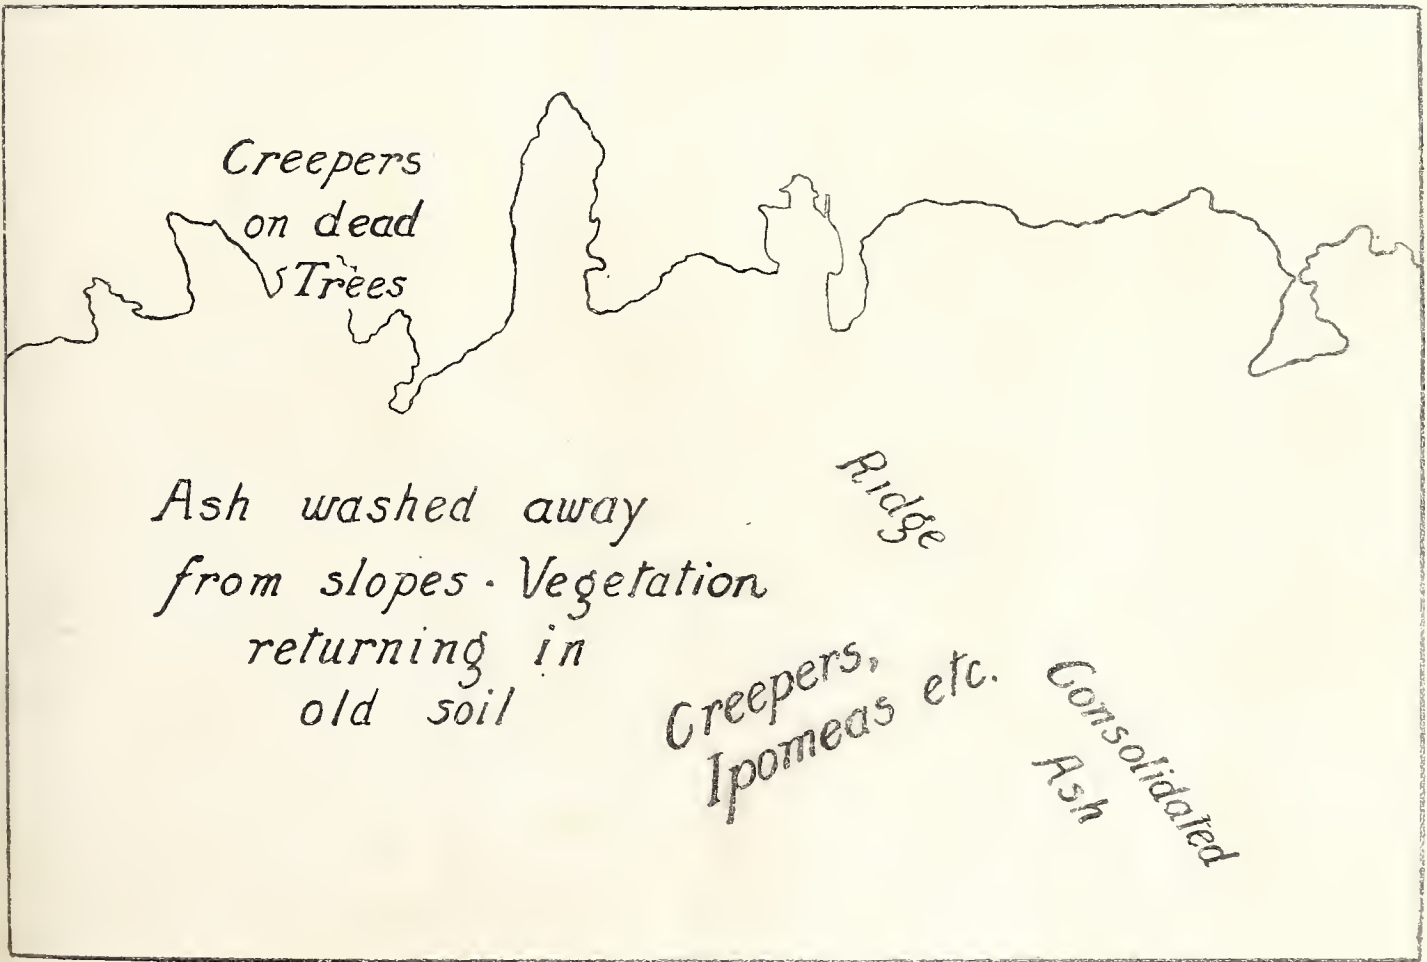 Creepers
on dead
Trees
Ash washed away
from slopes · Vegetation
returning in
old soil
Ridge
Creepers,
Ipomeas etc.
Consolidated
Ash